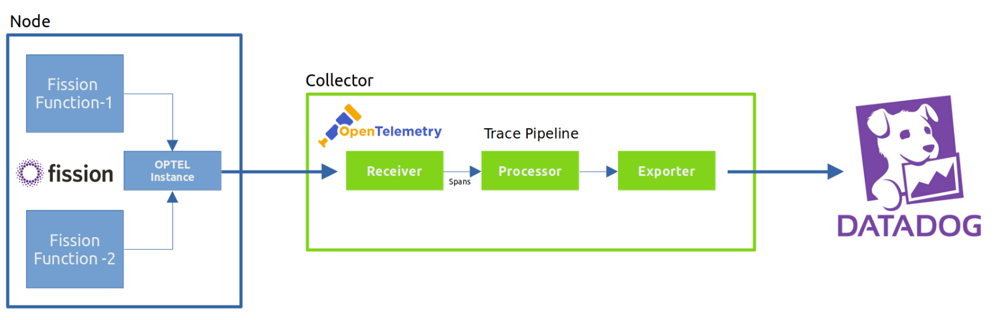 Node
Fission
Function-1
fission
OPTEL
Instance
Fission
Function -2
Collector
OpenTelemetry
Trace Pipeline
Receiver
Spans
Processor
Exporter
DATADOG